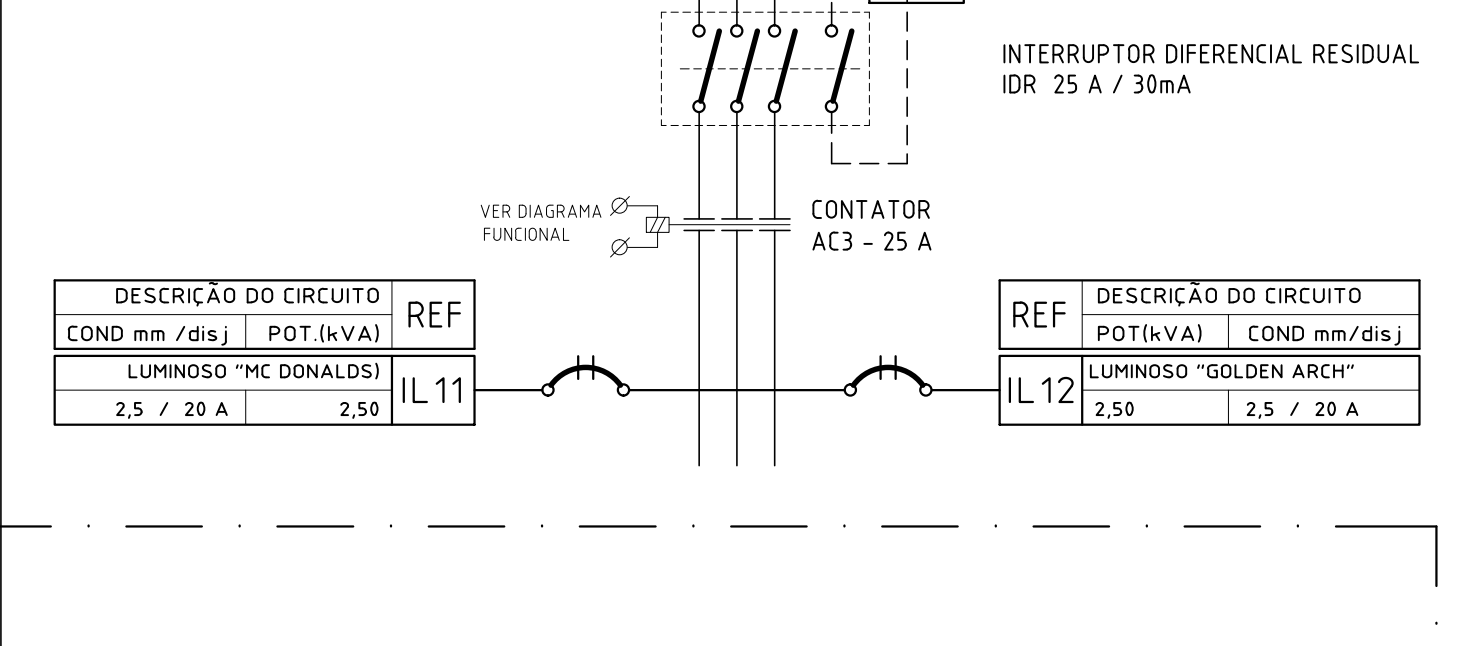 INTERRUPTOR DIFERENCIAL RESIDUAL
IDR 25 A / 30mA
VER DIAGRAMA
FUNCIONAL
CONTATOR
AC3 - 25 A
DESCRIÇÃO DO CIRCUITO
COND mm /disj POT.(kVA)
REF
LUMINOSO "MC DONALDS)
2,5 / 20 A 2,50
IL11
REF
DESCRIÇÃO DO CIRCUITO
POT(kVA) COND mm/disj
IL12
LUMINOSO "GOLDEN ARCH"
2,50 2,5 / 20 A